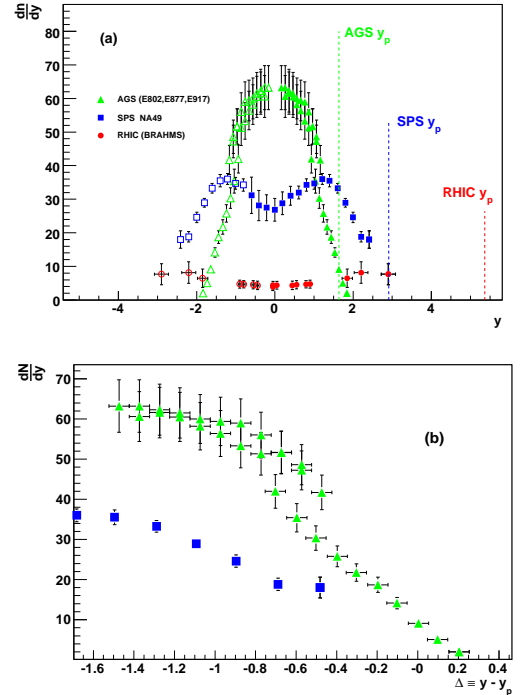 dn
dy
80
70
60
50
40
30
20
10
0
(a)
AGS y_p
AGS (E802,E877,E917)
SPS NA49
RHIC (BRAHMS)
SPS y_p
RHIC y_p
-4 -2 0 2 4 y
dN
dy
70
60
50
40
30
20
10
(b)
-1.6 -1.4 -1.2 -1 -0.8 -0.6 -0.4 -0.2 -0 0.2 0.4
Δ ≡ y - y_p